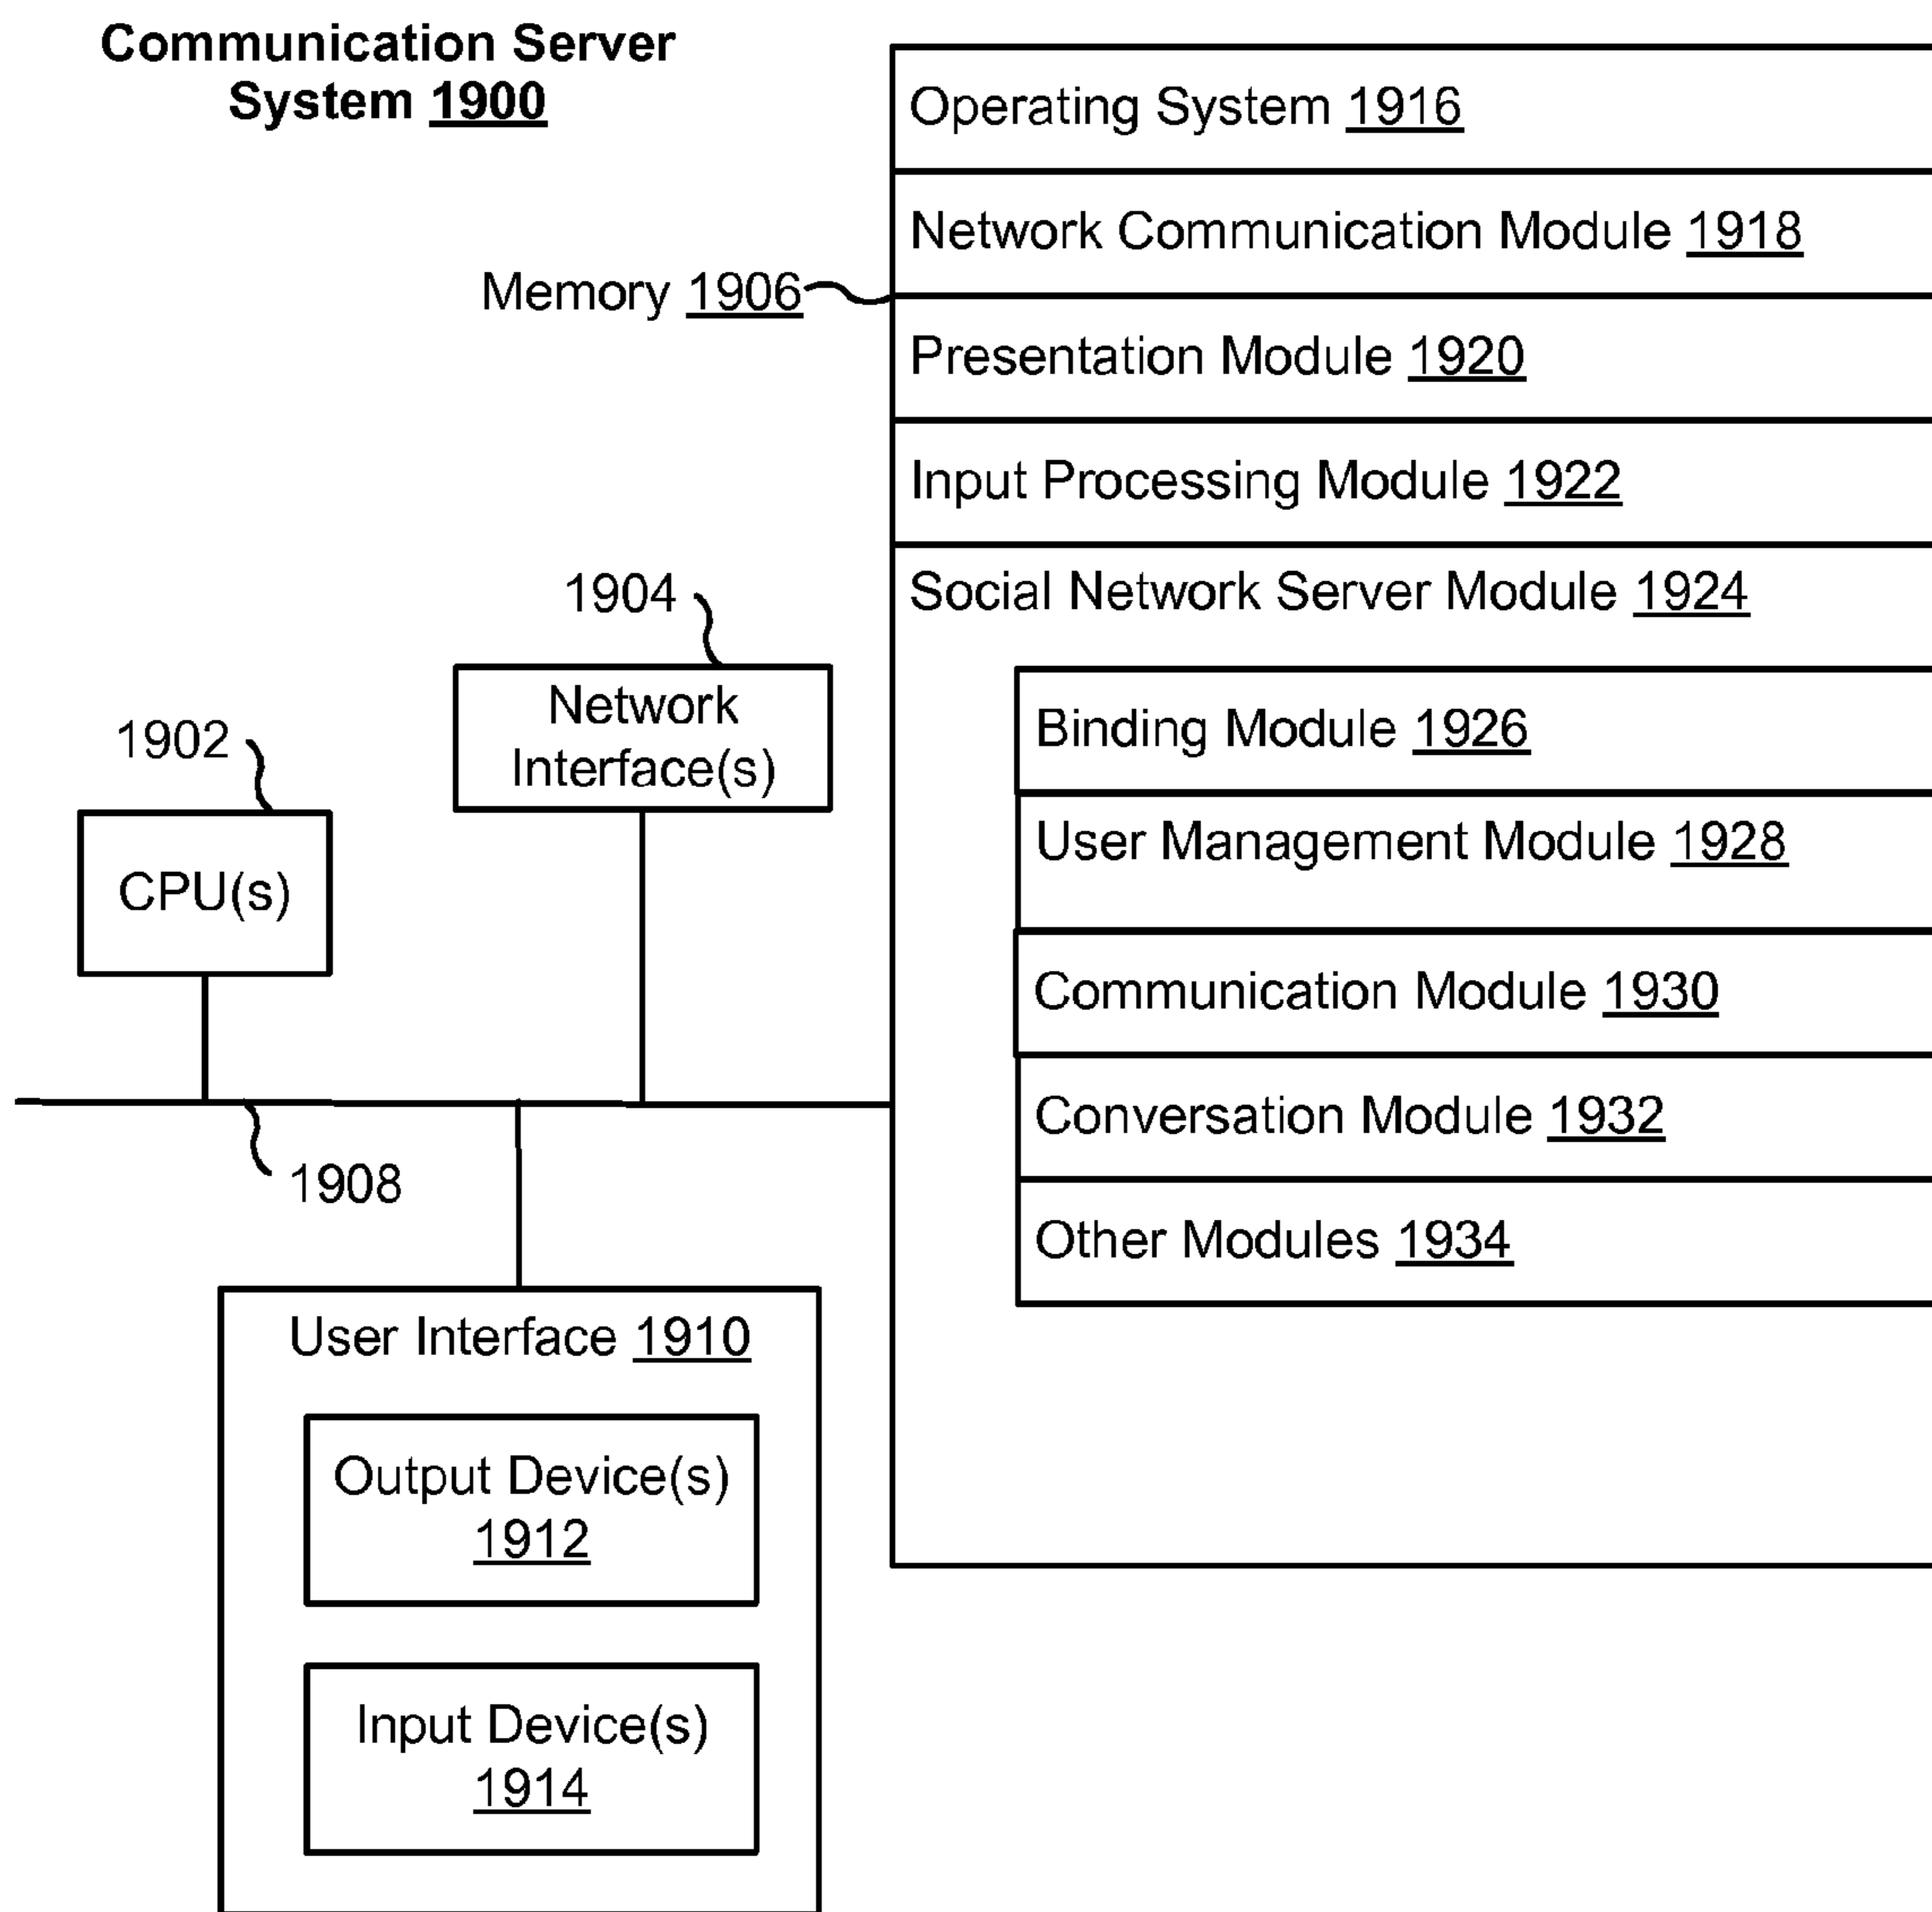 Communication Server
System 1900
Operating System 1916
Network Communication Module 1918
Memory 1906
Presentation Module 1920
Input Processing Module 1922
Social Network Server Module 1924
1904
Network
Interface(s)
1902
CPU(s)
Binding Module 1926
User Management Module 1928
Communication Module 1930
Conversation Module 1932
1908
Other Modules 1934
User Interface 1910
Output Device(s)
1912
Input Device(s)
1914